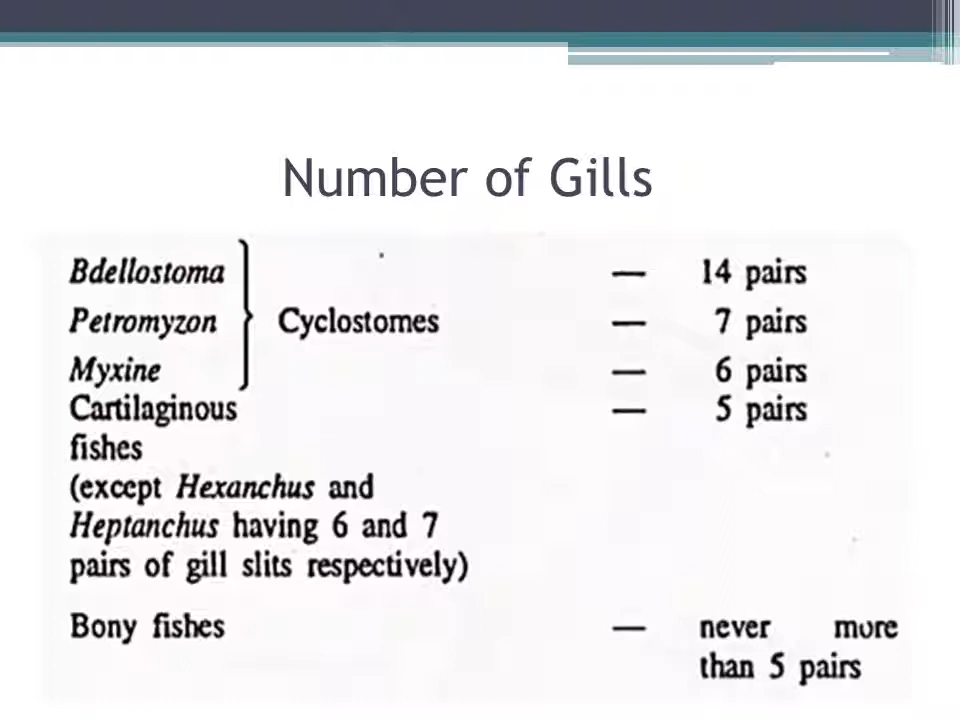 Number of Gills
Bdellostoma — 14 pairs
Petromyzon Cyclostomes — 7 pairs
Myxine — 6 pairs
Cartilaginous — 5 pairs
fishes
(except Hexanchus and
Heptanchus having 6 and 7
pairs of gill slits respectively)
Bony fishes — never more
than 5 pairs